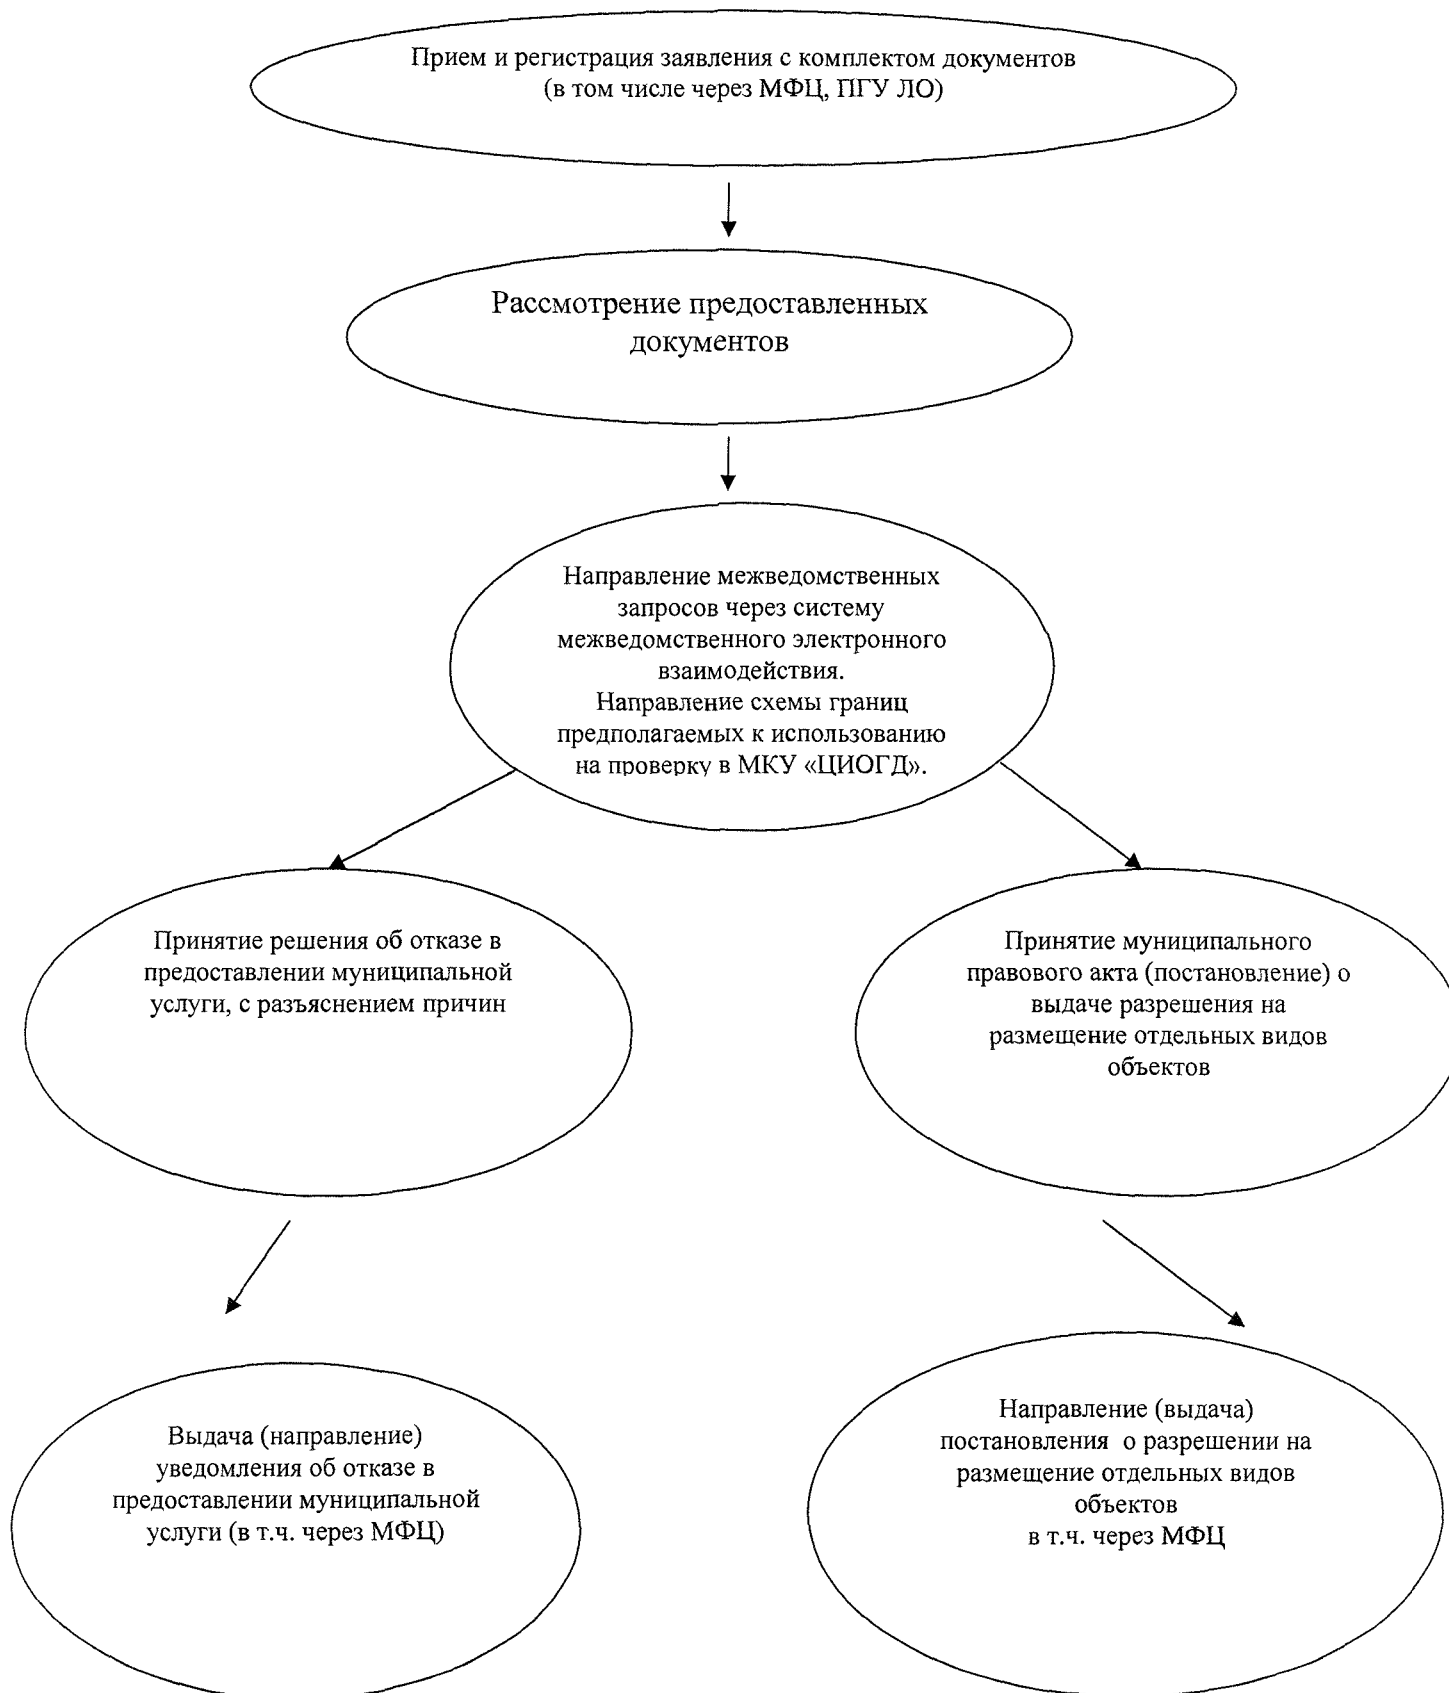 Прием и регистрация заявления с комплектом документов
(в том числе через МФЦ, ПГУ ЛО)
Рассмотрение предоставленных
документов
Направление межведомственных
запросов через систему
межведомственного электронного
взаимодействия.
Направление схемы границ
предполагаемых к использованию
на проверку в МКУ «ЦИОГД».
Принятие решения об отказе в
предоставлении муниципальной
услуги, с разъяснением причин
Принятие муниципального
правового акта (постановление) о
выдаче разрешения на
размещение отдельных видов
объектов
Выдача (направление)
уведомления об отказе в
предоставлении муниципальной
услуги (в т.ч. через МФЦ)
Направление (выдача)
постановления о разрешении на
размещение отдельных видов
объектов
в т.ч. через МФЦ